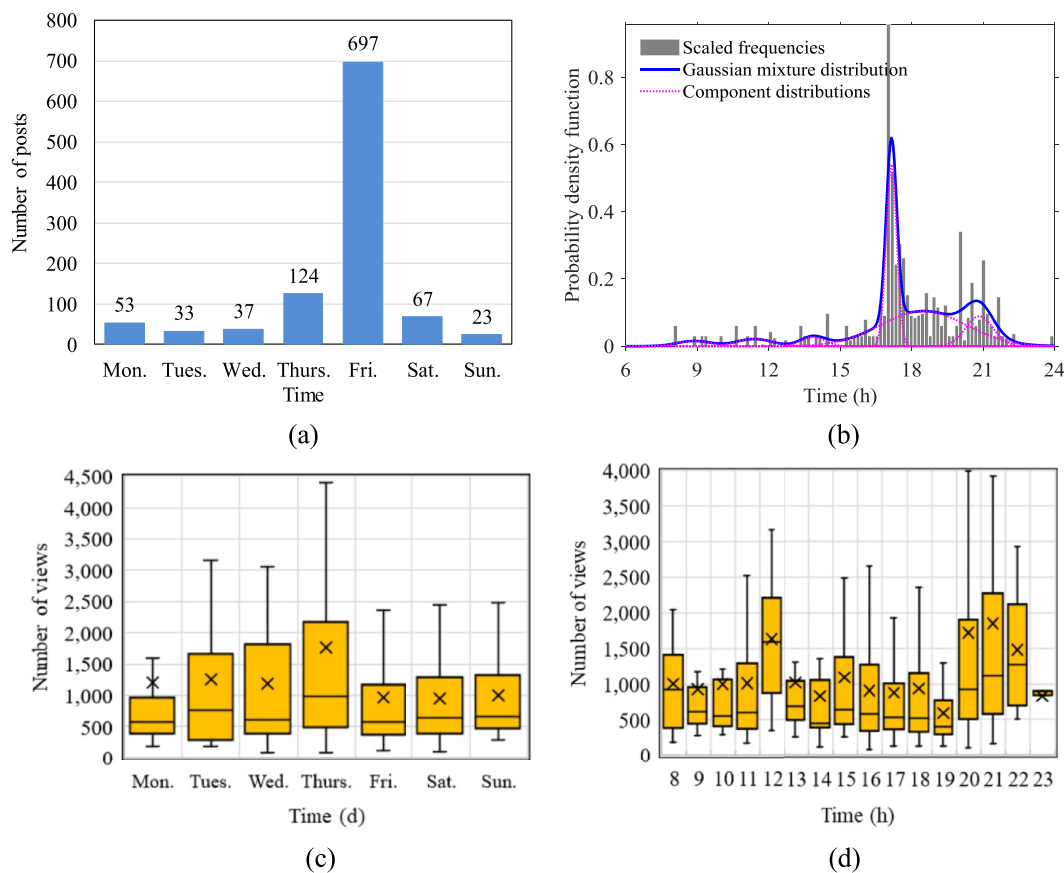 800
700
600
500
400
300
200
100
0
Number of posts
53
33
37
124
697
67
23
Mon. Tues. Wed. Thurs. Fri. Sat. Sun.
Time
(a)
Scaled frequencies
Gaussian mixture distribution
Component distributions
0.8
0.6
0.4
0.2
0
Probability density function
6 9 12 15 18 21 24
Time (h)
(b)
4,500
4,000
3,500
3,000
2,500
2,000
1,500
1,000
500
0
Number of views
Mon. Tues. Wed. Thurs. Fri. Sat. Sun.
Time (d)
(c)
4,000
3,500
3,000
2,500
2,000
1,500
1,000
500
0
Number of views
8 9 10 11 12 13 14 15 16 17 18 19 20 21 22 23
Time (h)
(d)